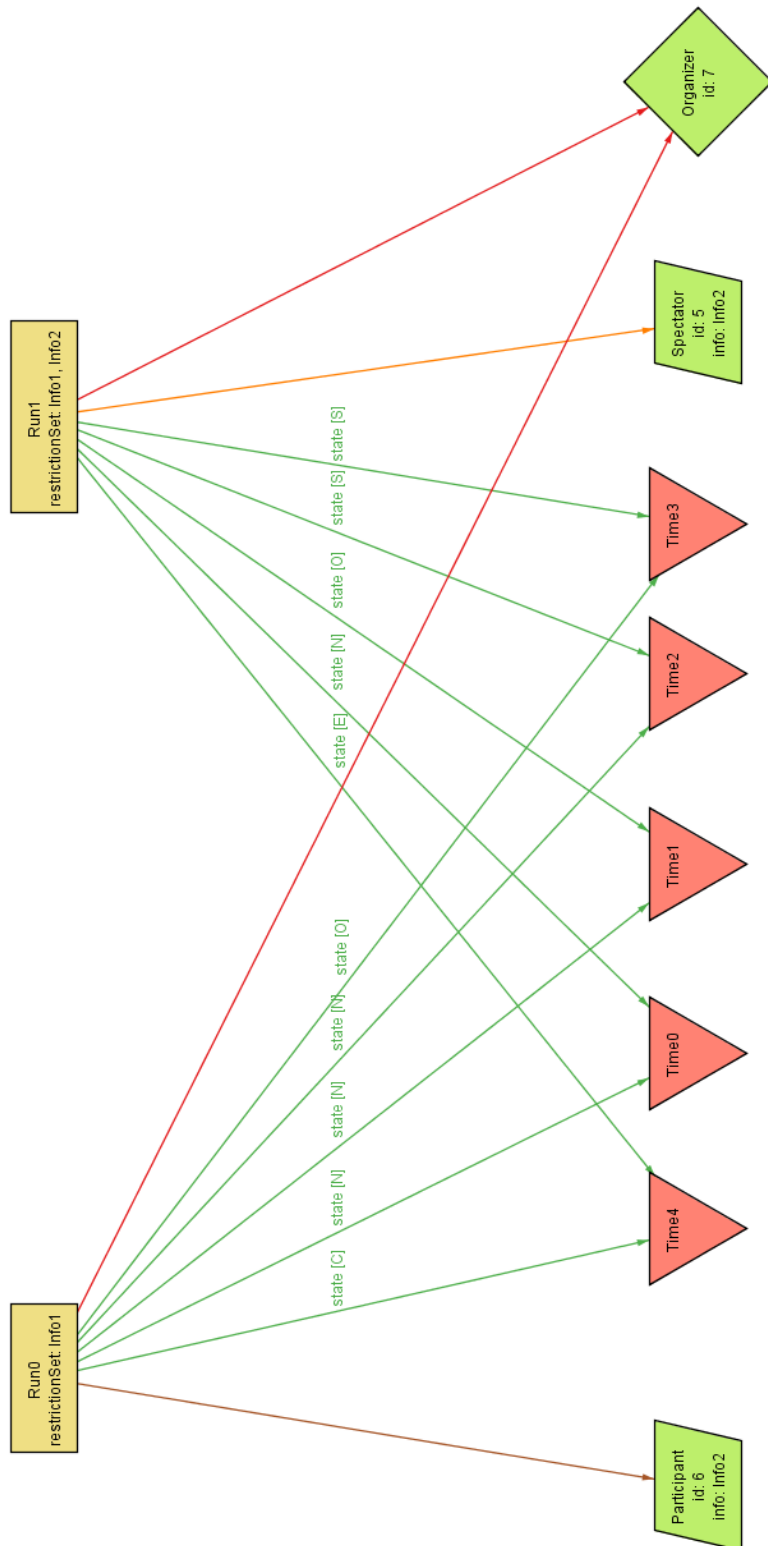 Run0
restrictionSet: Info1
Run1
restrictionSet: Info1, Info2
state [C]
state [N]
state [N]
state [N]
state [O]
state [E]
state [N]
state [O]
state [S]
state [S]
Participant
id: 6
info: Info2
Time4
Time0
Time1
Time2
Time3
Spectator
id: 5
info: Info2
Organizer
id: 7